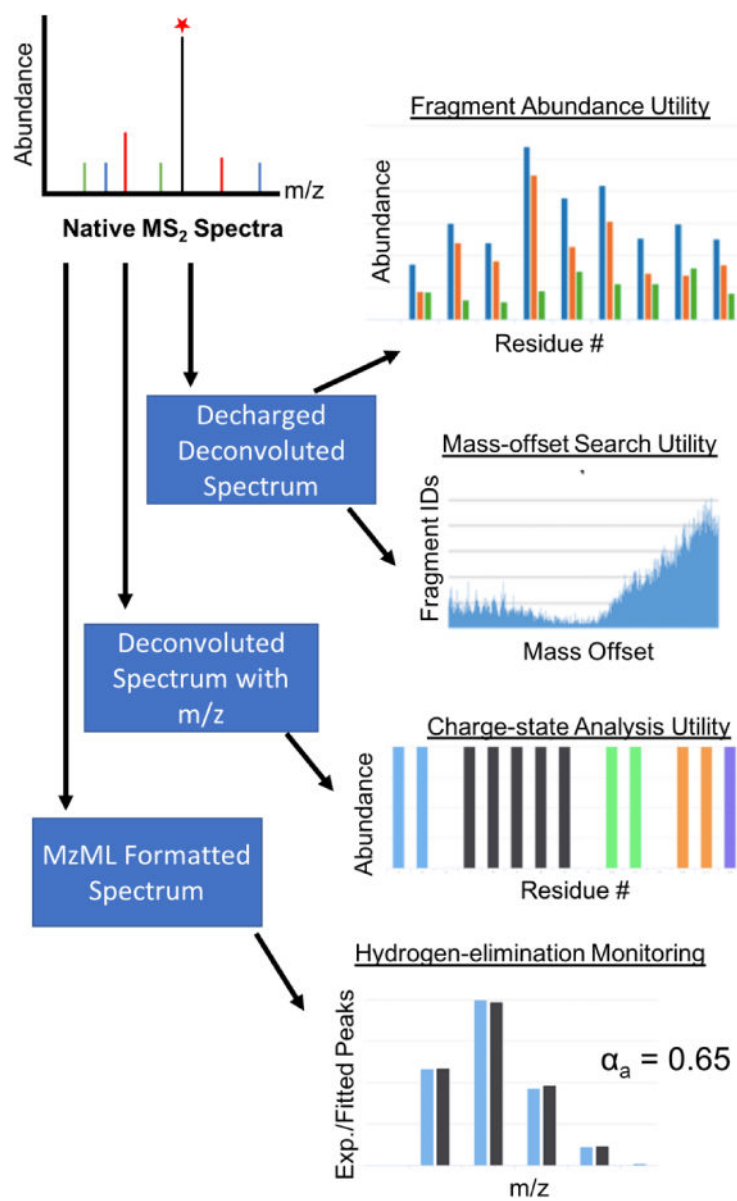 Abundance
m/z
Native MS₂ Spectra
Fragment Abundance Utility
Abundance
Residue #
Decharged
Deconvoluted
Spectrum
Mass-offset Search Utility
Fragment IDs
Mass Offset
Deconvoluted
Spectrum with
m/z
Charge-state Analysis Utility
Abundance
Residue #
MzML Formatted
Spectrum
Hydrogen-elimination Monitoring
Exp./Fitted Peaks
αₐ = 0.65
m/z